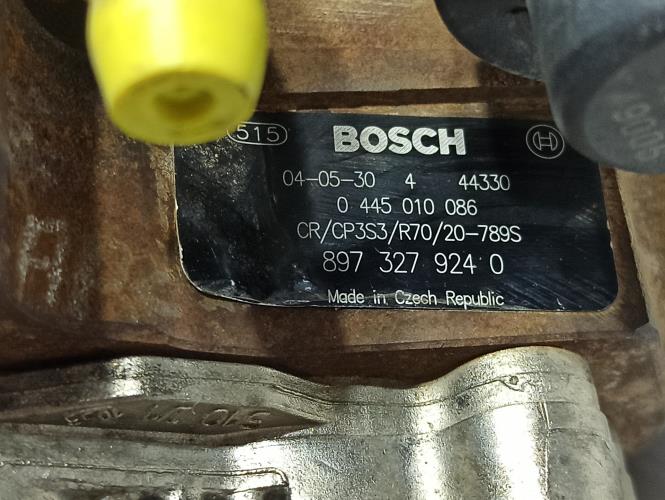 515 BOSCH
04-05-30 4 44330
0 445 010 086
CR/CP3S3/R70/20-789S
897 327 924 0
Made in Czech Republic